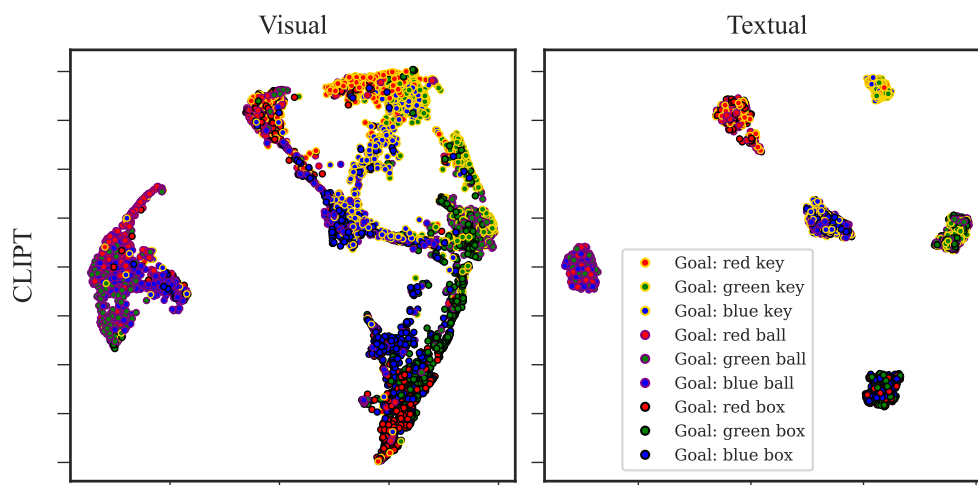 Visual
Textual
CLIPT
Goal: red key
Goal: green key
Goal: blue key
Goal: red ball
Goal: green ball
Goal: blue ball
Goal: red box
Goal: green box
Goal: blue box